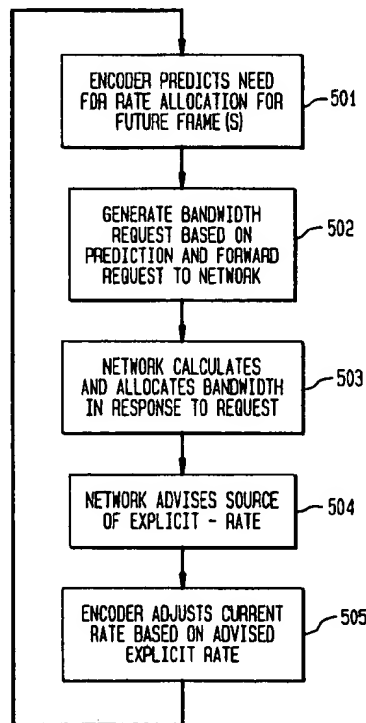 ENCODER PREDICTS NEED
FOR RATE ALLOCATION FOR
FUTURE FRAME(S)
501
GENERATE BANDWIDTH
REQUEST BASED ON
PREDICTION AND FORWARD
REQUEST TO NETWORK
502
NETWORK CALCULATES
AND ALLOCATES BANDWIDTH
IN RESPONSE TO REQUEST
503
NETWORK ADVISES SOURCE
OF EXPLICIT - RATE
504
ENCODER ADJUSTS CURRENT
RATE BASED ON ADVISED
EXPLICIT RATE
505